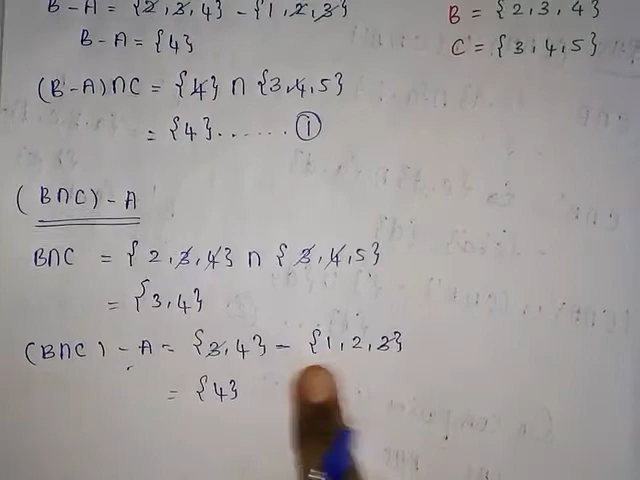 B-A = {2,3,4} - {1,2,3}
B = {2,3,4}
B-A = {4}
C = {3,4,5}
(B-A)∩C = {4} ∩ {3,4,5}
= {4}...... ①
(B∩C)-A
B∩C = {2,3,4} ∩ {3,4,5}
= {3,4}
(B∩C)-A = {3,4} - {1,2,3}
= {4}